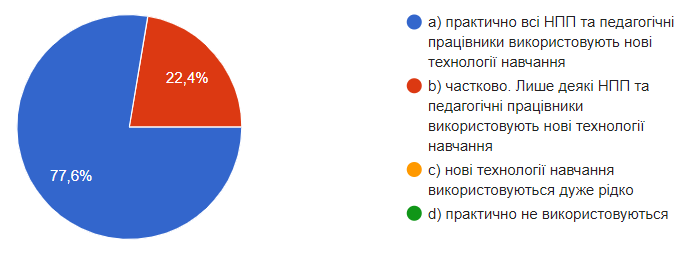 22,4%
77,6%
a) практично всі НПП та педагогічні
працівники використовують нові
технології навчання
b) частково. Лише деякі НПП та
педагогічні працівники
використовують нові технології
навчання
c) нові технології навчання
використовуються дуже рідко
d) практично не використовуються